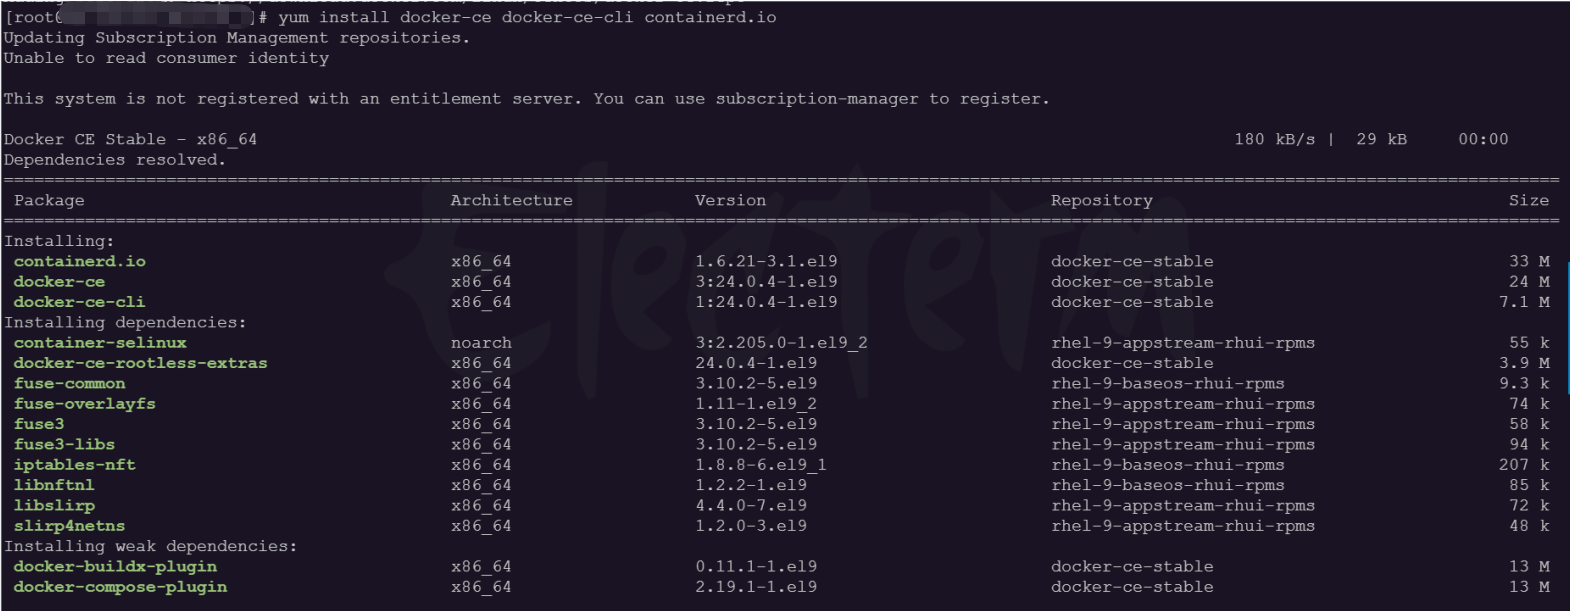 [root@ ]# yum install docker-ce docker-ce-cli containerd.io
Updating Subscription Management repositories.
Unable to read consumer identity
This system is not registered with an entitlement server. You can use subscription-manager to register.
Docker CE Stable - x86_64 180 kB/s | 29 kB 00:00
Dependencies resolved.
Package Architecture Version Repository Size
Installing:
containerd.io x86_64 1.6.21-3.1.el9 docker-ce-stable 33 M
docker-ce x86_64 3:24.0.4-1.el9 docker-ce-stable 24 M
docker-ce-cli x86_64 1:24.0.4-1.el9 docker-ce-stable 7.1 M
Installing dependencies:
container-selinux noarch 3:2.205.0-1.el9_2 rhel-9-appstream-rhui-rpms 55 k
docker-ce-rootless-extras x86_64 24.0.4-1.el9 docker-ce-stable 3.9 M
fuse-common x86_64 3.10.2-5.el9 rhel-9-baseos-rhui-rpms 9.3 k
fuse-overlayfs x86_64 1.11-1.el9_2 rhel-9-appstream-rhui-rpms 74 k
fuse3 x86_64 3.10.2-5.el9 rhel-9-appstream-rhui-rpms 58 k
fuse3-libs x86_64 3.10.2-5.el9 rhel-9-appstream-rhui-rpms 94 k
iptables-nft x86_64 1.8.8-6.el9_1 rhel-9-baseos-rhui-rpms 207 k
libnftnl x86_64 1.2.2-1.el9 rhel-9-baseos-rhui-rpms 85 k
libslirp x86_64 4.4.0-7.el9 rhel-9-appstream-rhui-rpms 72 k
slirp4netns x86_64 1.2.0-3.el9 rhel-9-appstream-rhui-rpms 48 k
Installing weak dependencies:
docker-buildx-plugin x86_64 0.11.1-1.el9 docker-ce-stable 13 M
docker-compose-plugin x86_64 2.19.1-1.el9 docker-ce-stable 13 M
Electerm